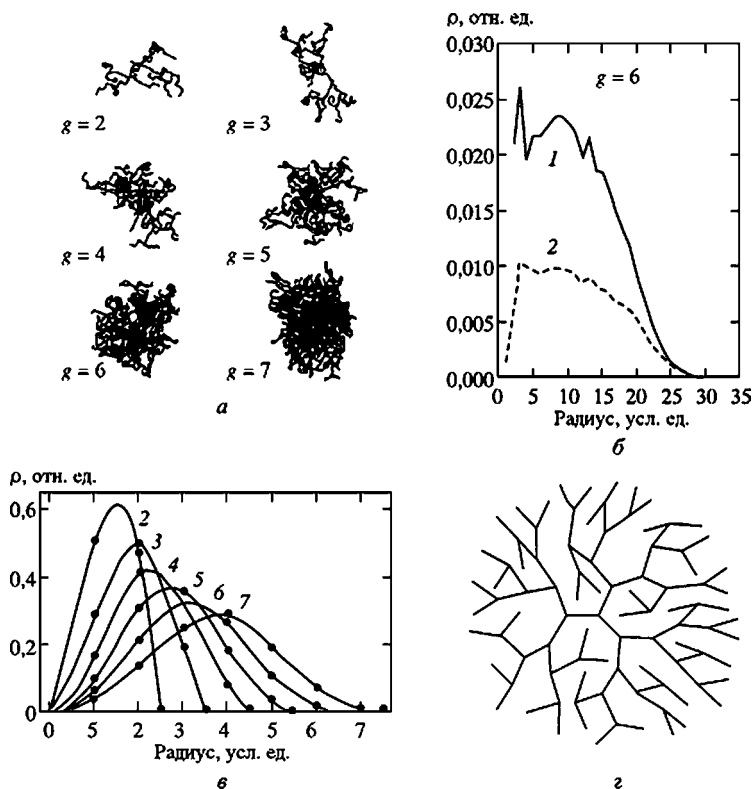 g = 2
g = 3
g = 4
g = 5
g = 6
g = 7
а
ρ, отн. ед.
0,030
0,025
0,020
0,015
0,010
0,005
0,000
g = 6
1
2
0 5 10 15 20 25 30 35
Радиус, усл. ед.
б
ρ, отн. ед.
0,6
0,4
0,2
0
2
3
4
5
6
7
0 5 2 3 4 5 6 7
Радиус, усл. ед.
в
г